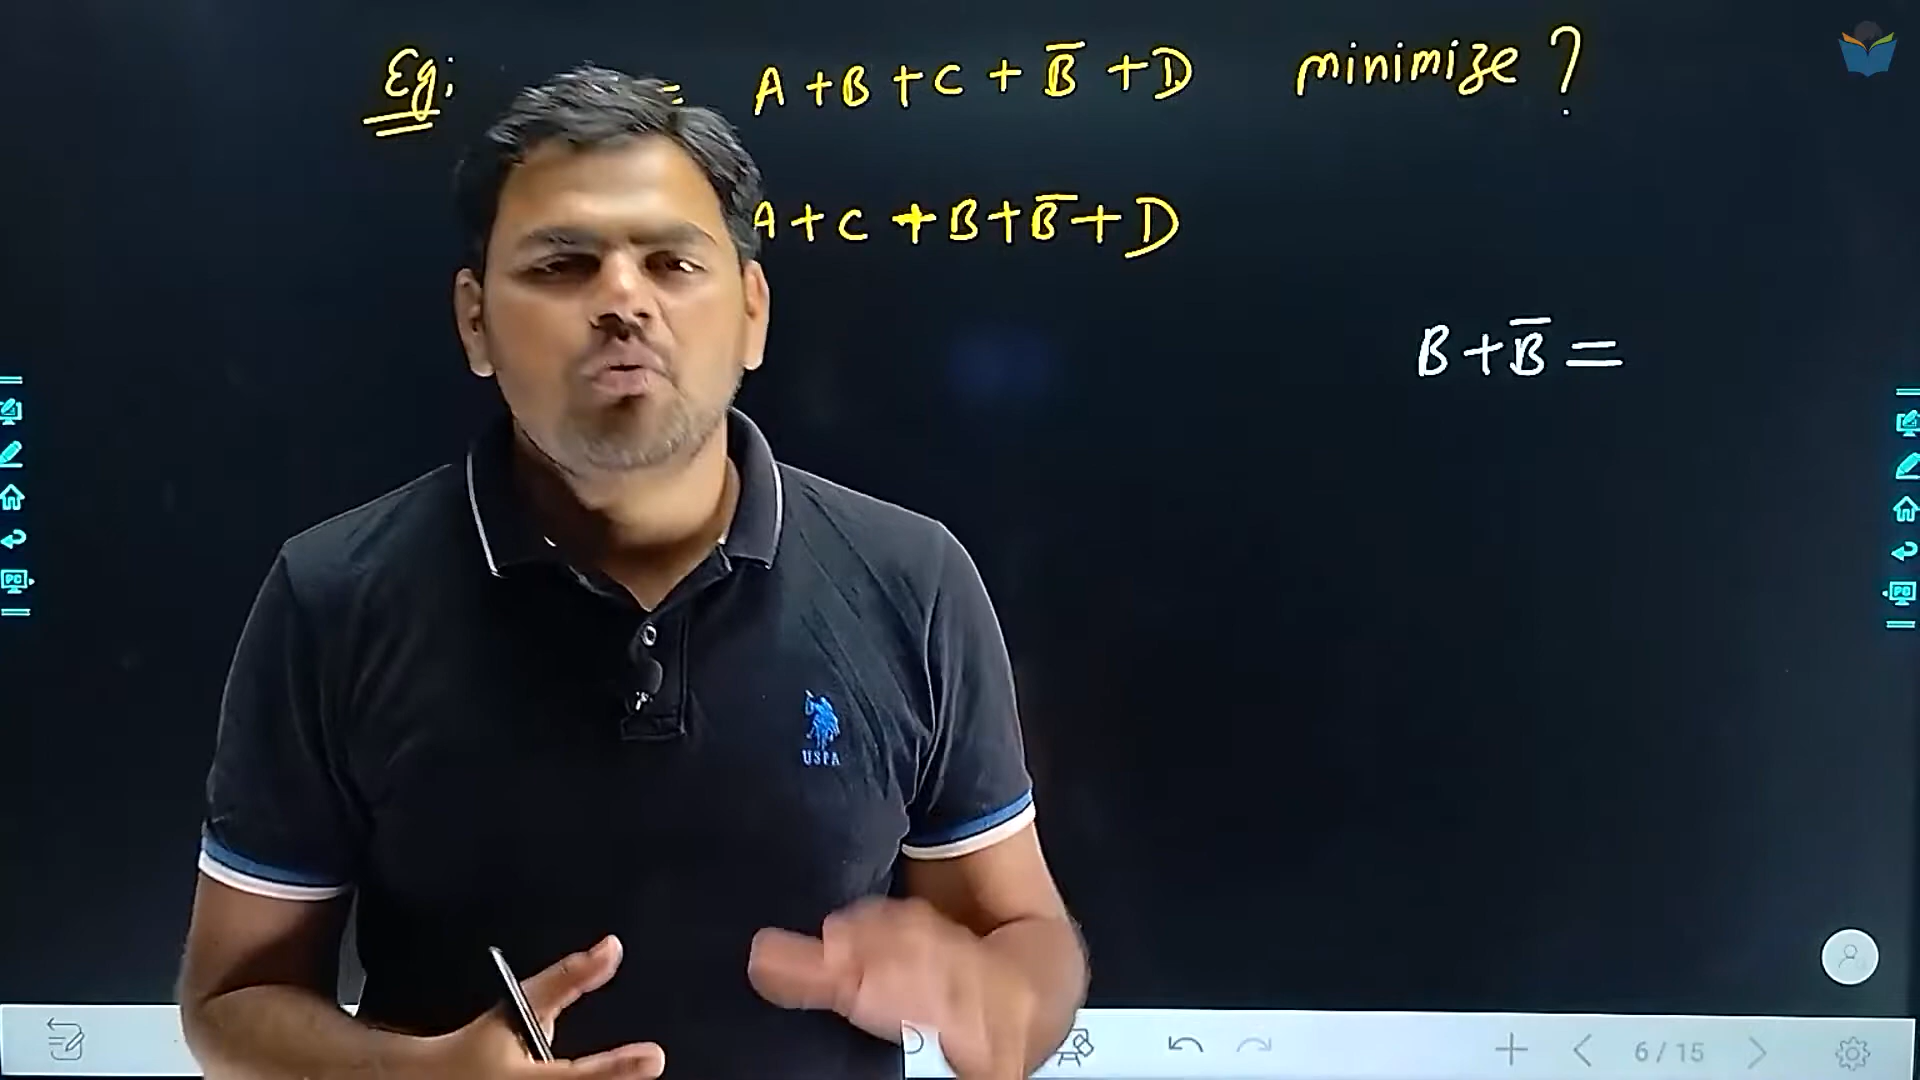 Eg: = A + B + C + B̅ + D minimize ?
A + C + B + B̅ + D
B + B̅ =
USPA
6 / 15